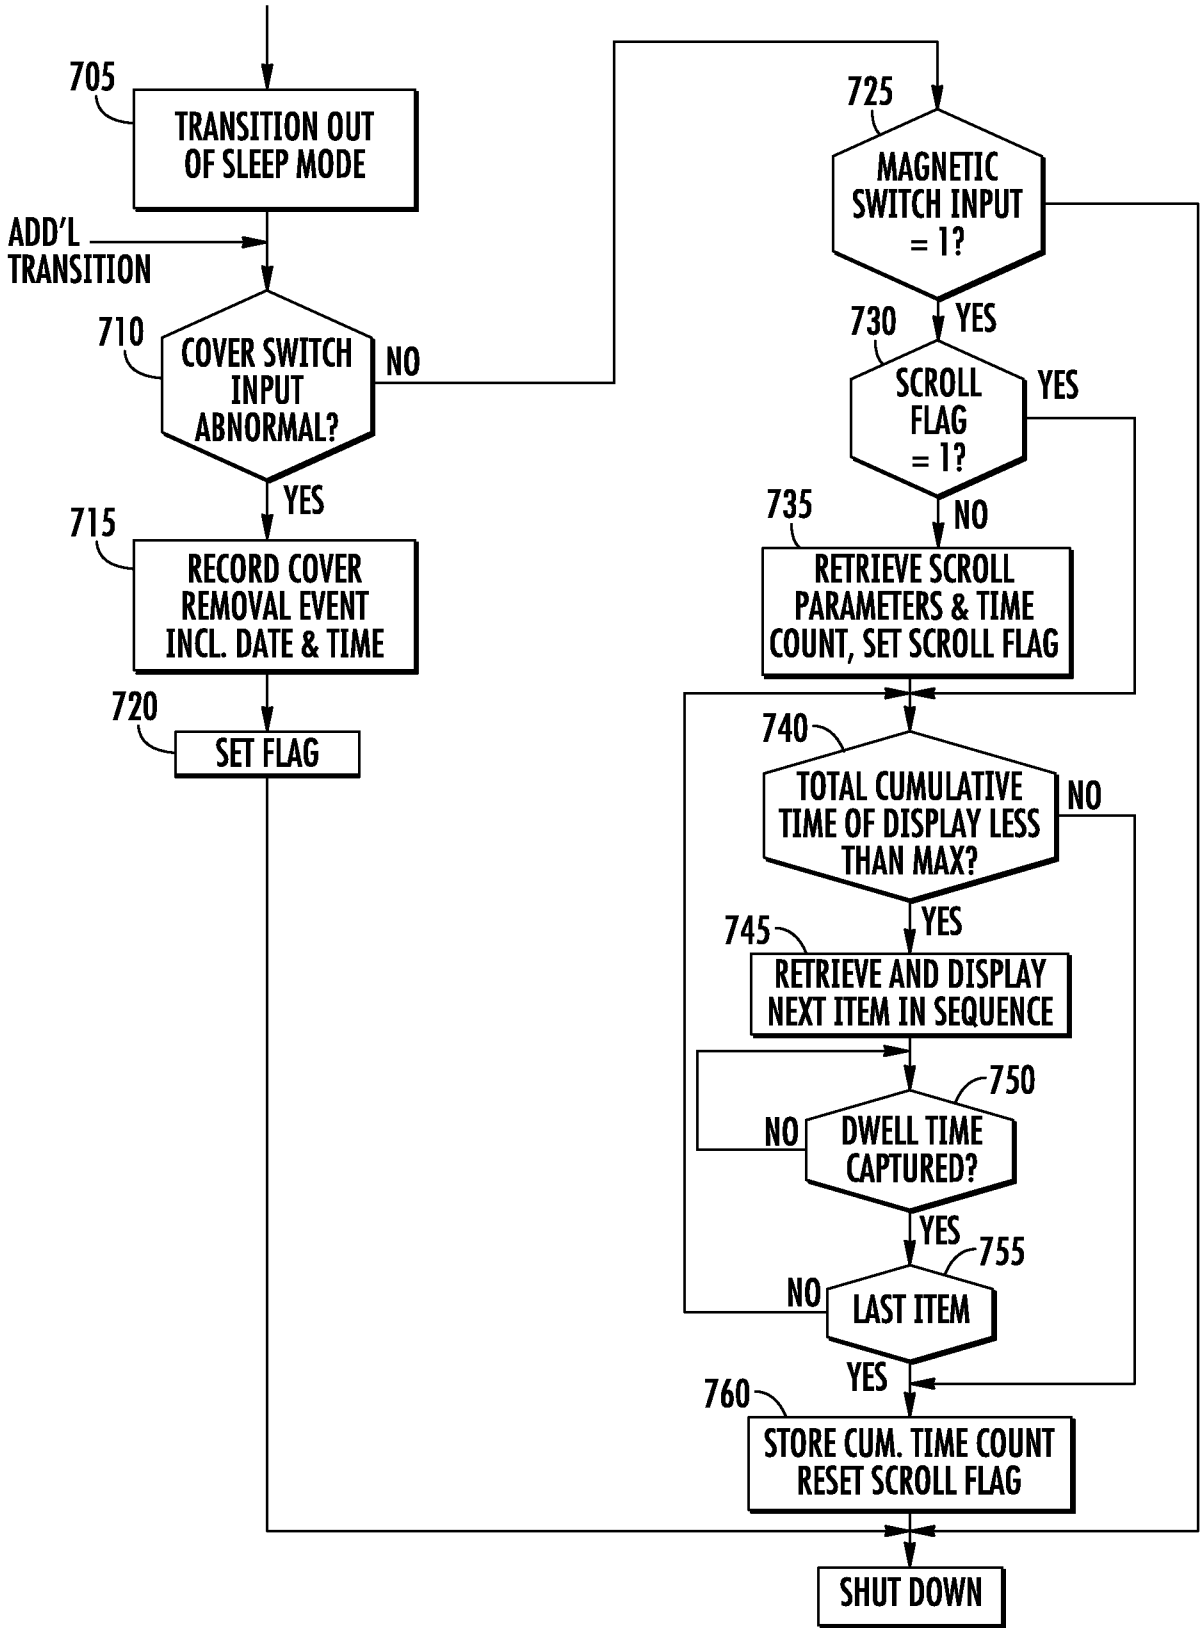 705
TRANSITION OUT
OF SLEEP MODE
ADD'L
TRANSITION
710
COVER SWITCH
INPUT
ABNORMAL?
NO
YES
715
RECORD COVER
REMOVAL EVENT
INCL. DATE & TIME
720
SET FLAG
725
MAGNETIC
SWITCH INPUT
= 1?
YES
730
SCROLL
FLAG
= 1?
YES
NO
735
RETRIEVE SCROLL
PARAMETERS & TIME
COUNT, SET SCROLL FLAG
740
TOTAL CUMULATIVE
TIME OF DISPLAY LESS
THAN MAX?
NO
YES
745
RETRIEVE AND DISPLAY
NEXT ITEM IN SEQUENCE
750
DWELL TIME
CAPTURED?
NO
YES
755
LAST ITEM
NO
YES
760
STORE CUM. TIME COUNT
RESET SCROLL FLAG
SHUT DOWN